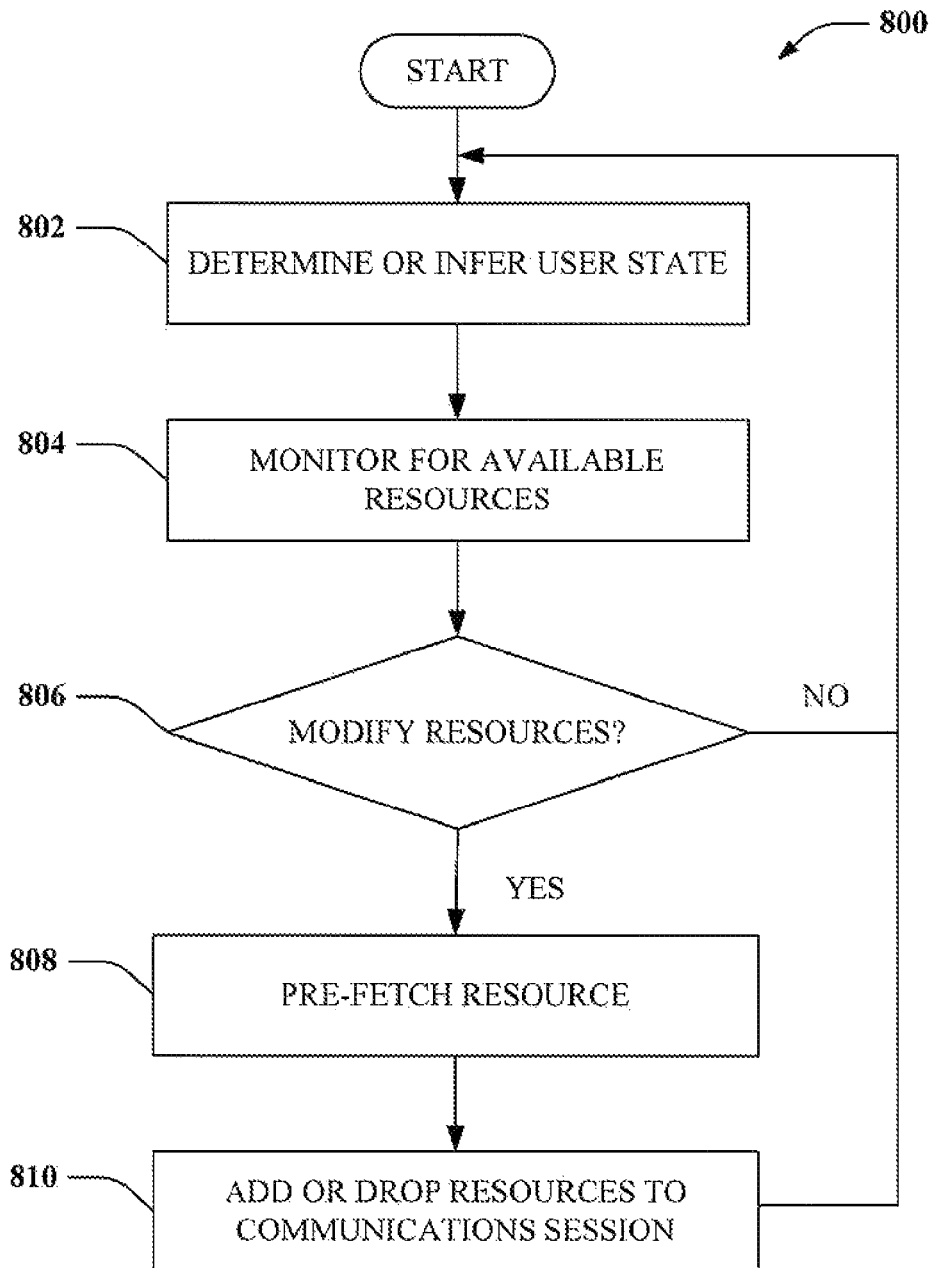 800
START
802
DETERMINE OR INFER USER STATE
804
MONITOR FOR AVAILABLE
RESOURCES
806
MODIFY RESOURCES?
NO
YES
808
PRE-FETCH RESOURCE
810
ADD OR DROP RESOURCES TO
COMMUNICATIONS SESSION